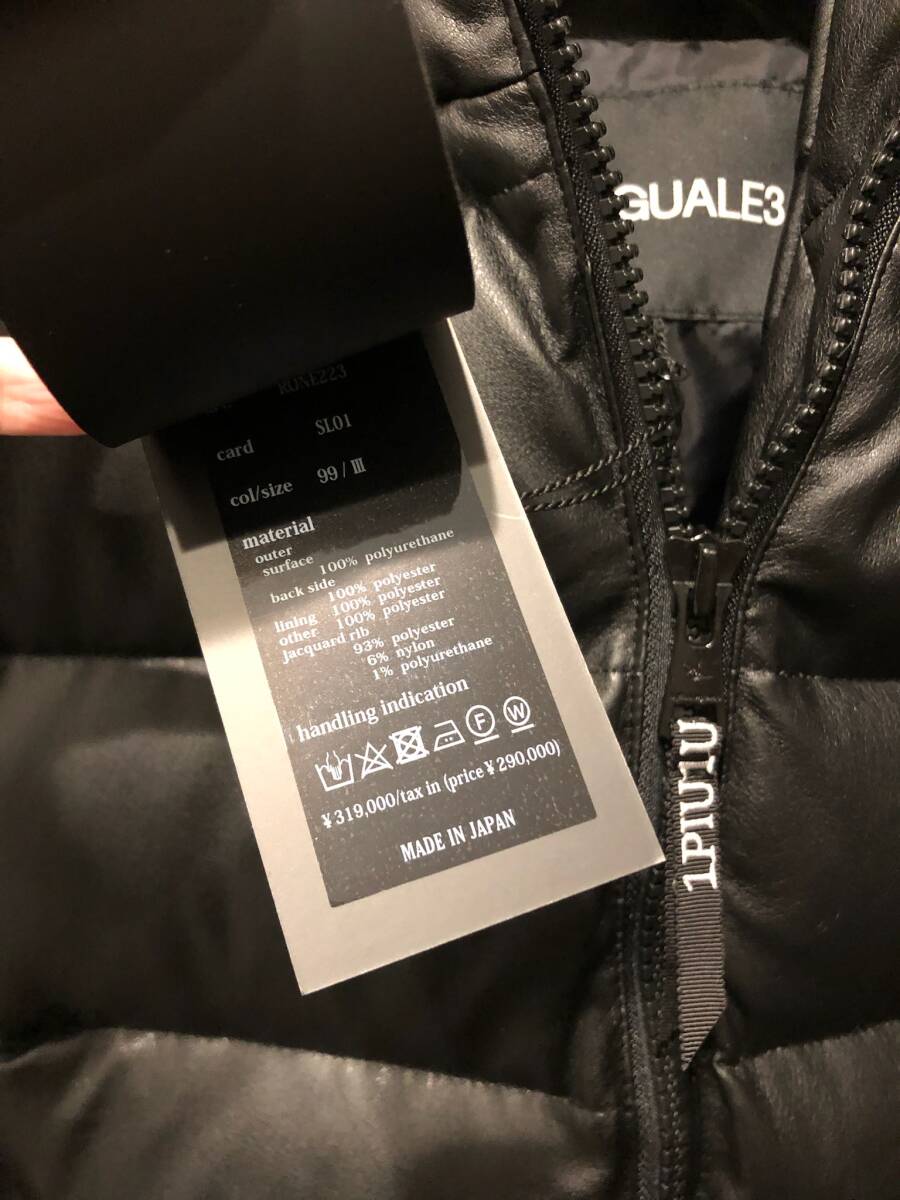 GUALE3
RONE223
card SL01
col/size 99 / Ⅲ
material
outer
surface 100% polyurethane
back side
100% polyester
lining 100% polyester
other 100% polyester
Jacquard rib
93% polyester
6% nylon
1% polyurethane
handling indication
F W
¥319,000/tax in (price ¥290,000)
MADE IN JAPAN
1PIU1U